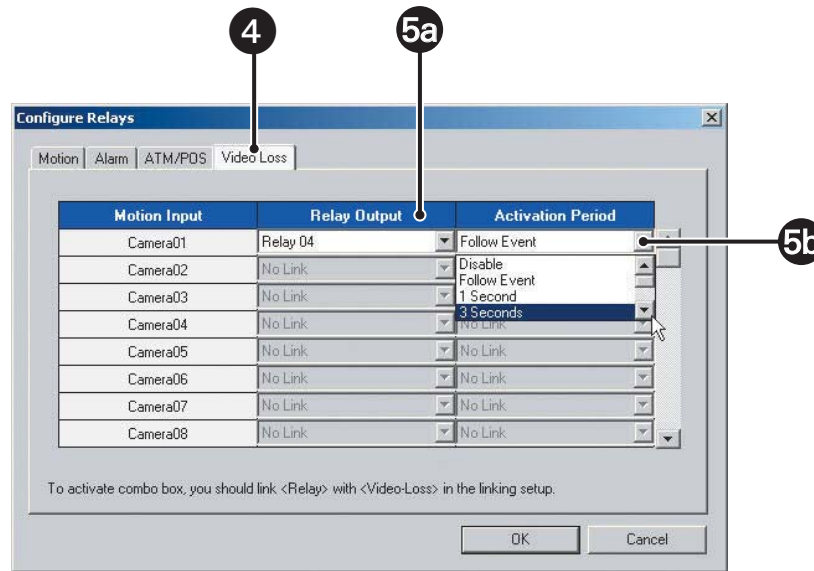 4 5a
Configure Relays
Motion Alarm ATM/POS Video Loss
Motion Input Relay Output Activation Period
Camera01 Relay 04 Follow Event 5b
Camera02 No Link Disable
Follow Event
Camera03 No Link 1 Second
3 Seconds
Camera04 No Link No Link
Camera05 No Link No Link
Camera06 No Link No Link
Camera07 No Link No Link
Camera08 No Link No Link
To activate combo box, you should link <Relay> with <Video-Loss> in the linking setup.
OK Cancel